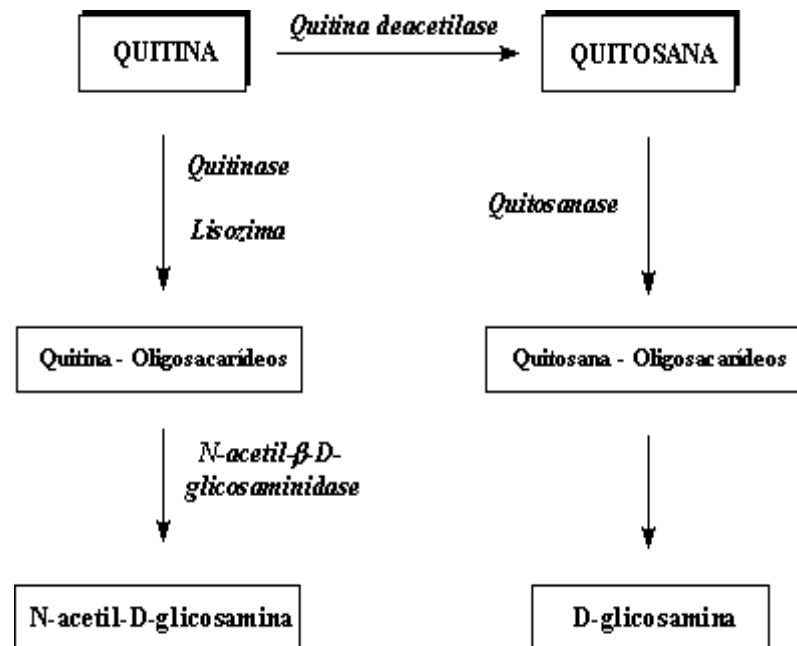 Quitina deacetilase
QUITINA
QUITOSANA
Quitinase
Lisozima
Quitosanase
Quitina - Oligosacarídeos
Quitosana - Oligosacarídeos
N-acetil-β-D-
glicosaminidase
N-acetil-D-glicosamina
D-glicosamina